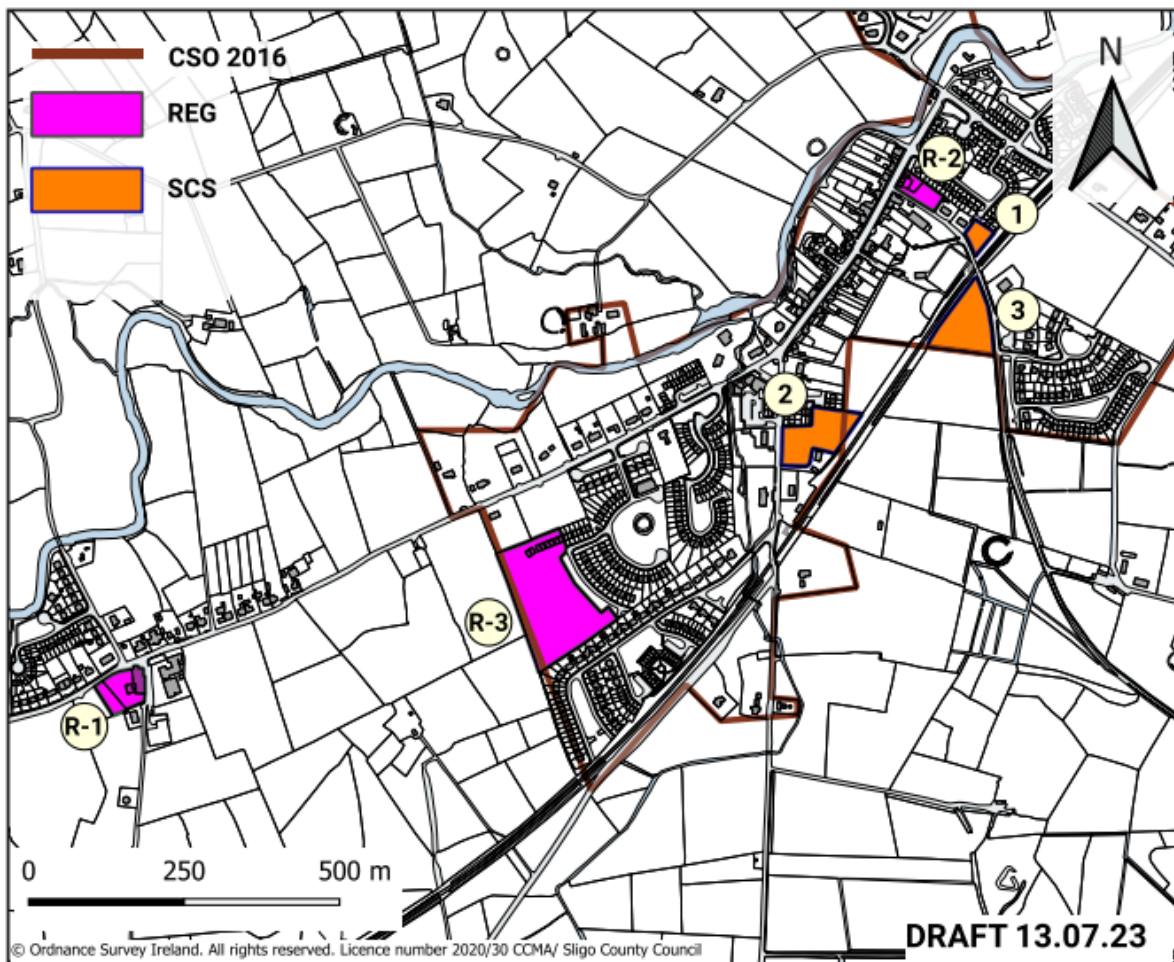 CSO 2016
REG
SCS
N
R-2
1
3
2
R-3
R-1
0 250 500 m
© Ordnance Survey Ireland. All rights reserved. Licence number 2020/30 CCMA/ Sligo County Council
DRAFT 13.07.23